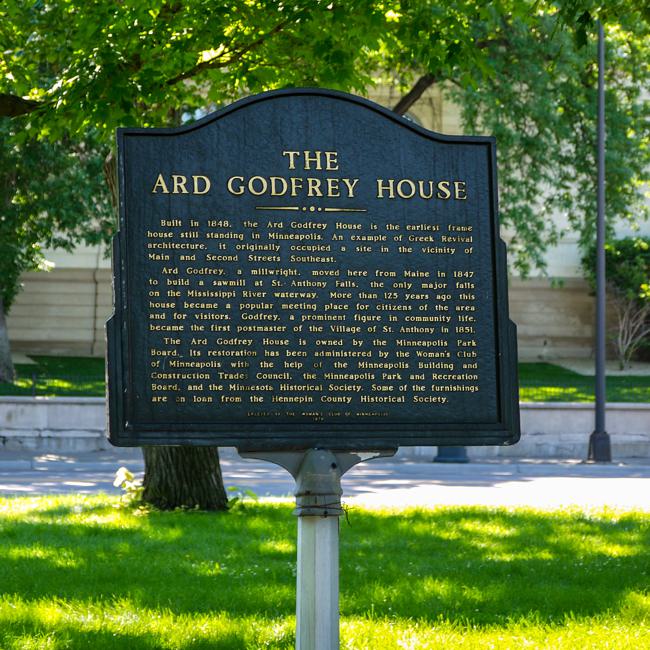 THE
ARD GODFREY HOUSE
Built in 1848, the Ard Godfrey House is the earliest frame
house still standing in Minneapolis. An example of Greek Revival
architecture, it originally occupied a site in the vicinity of
Main and Second Streets Southeast.
Ard Godfrey, a millwright, moved here from Maine in 1847
to build a sawmill at St. Anthony Falls, the only major falls
on the Mississippi River waterway. More than 125 years ago this
house became a popular meeting place for citizens of the area
and for visitors. Godfrey, a prominent figure in community life,
became the first postmaster of the Village of St. Anthony in 1851.
The Ard Godfrey House is owned by the Minneapolis Park
Board. Its restoration has been administered by the Woman's Club
of Minneapolis with the help of the Minneapolis Building and
Construction Trades Council, the Minneapolis Park and Recreation
Board, and the Minnesota Historical Society. Some of the furnishings
are on loan from the Hennepin County Historical Society.
ERECTED BY THE WOMAN'S CLUB OF MINNEAPOLIS